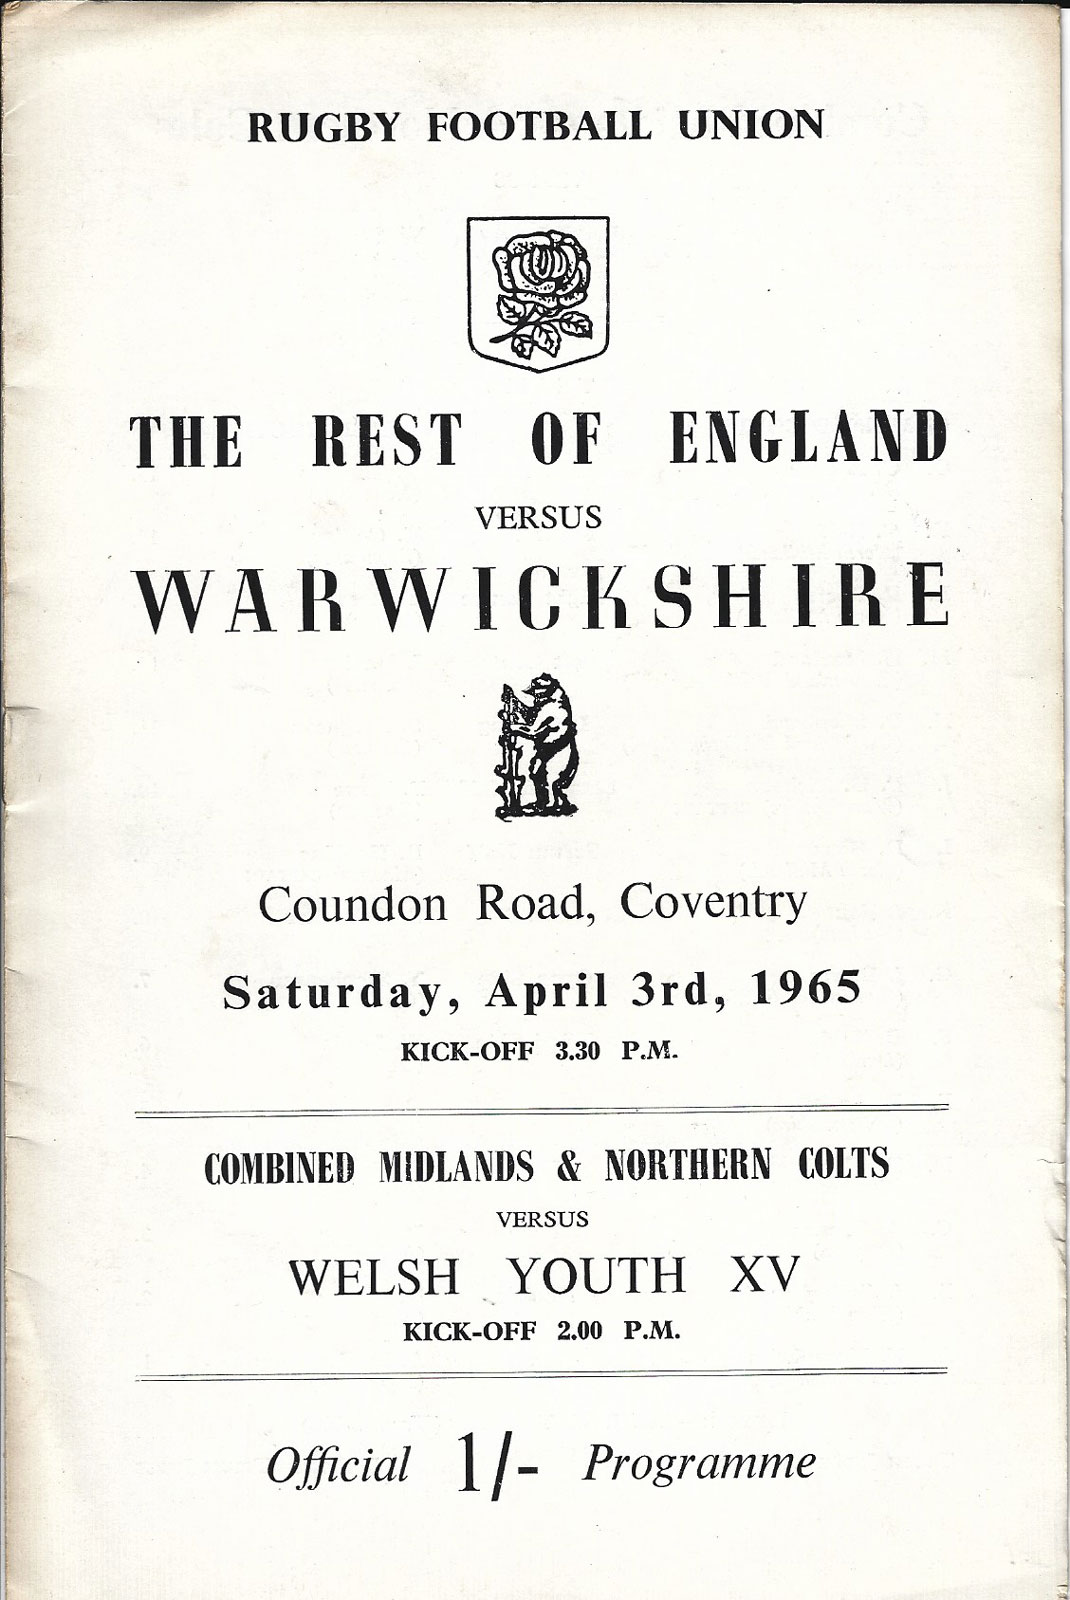 RUGBY FOOTBALL UNION
THE REST OF ENGLAND
VERSUS
WARWICKSHIRE
Coundon Road, Coventry
Saturday, April 3rd, 1965
KICK-OFF 3.30 P.M.
COMBINED MIDLANDS & NORTHERN COLTS
VERSUS
WELSH YOUTH XV
KICK-OFF 2.00 P.M.
Official 1/- Programme